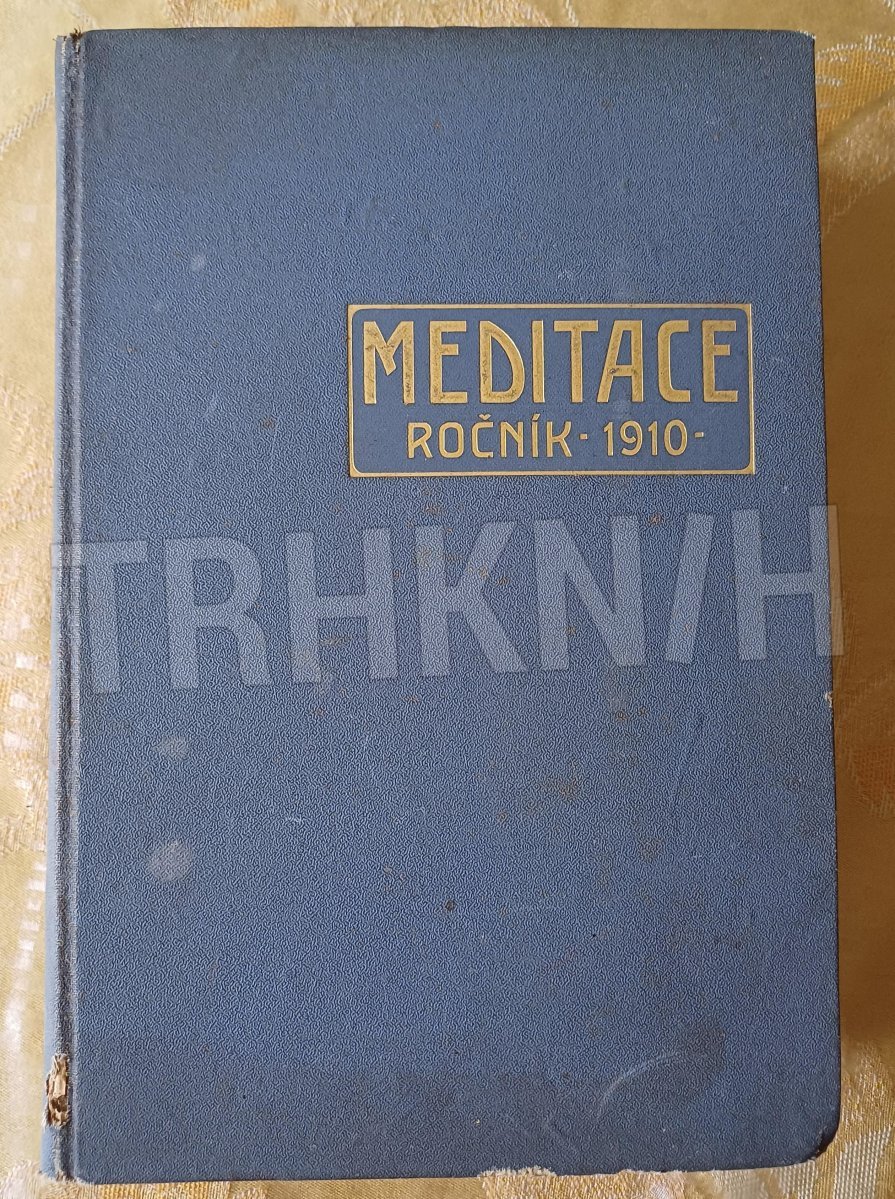 MEDITACE
ROČNÍK - 1910 -
TRHKNIH